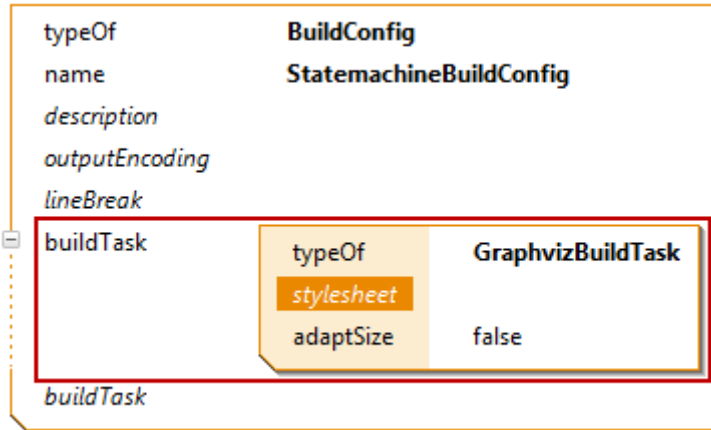 typeOf BuildConfig
name StatemachineBuildConfig
description
outputEncoding
lineBreak
buildTask typeOf GraphvizBuildTask
stylesheet
adaptSize false
buildTask